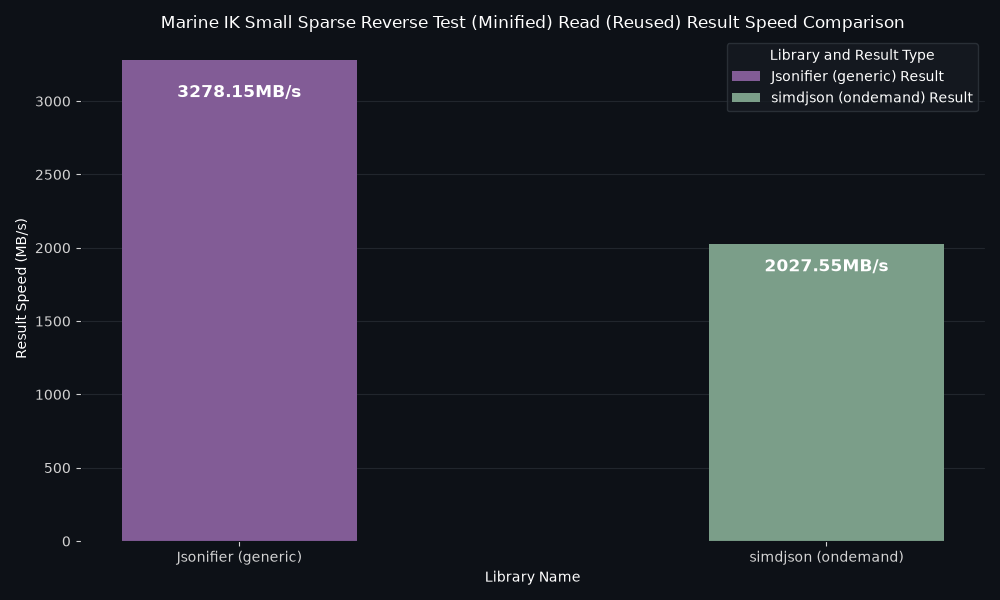 Marine IK Small Sparse Reverse Test (Minified) Read (Reused) Result Speed Comparison
Library and Result Type
Jsonifier (generic) Result
simdjson (ondemand) Result
3278.15MB/s
2027.55MB/s
Result Speed (MB/s)
3000
2500
2000
1500
1000
500
0
Jsonifier (generic)
simdjson (ondemand)
Library Name